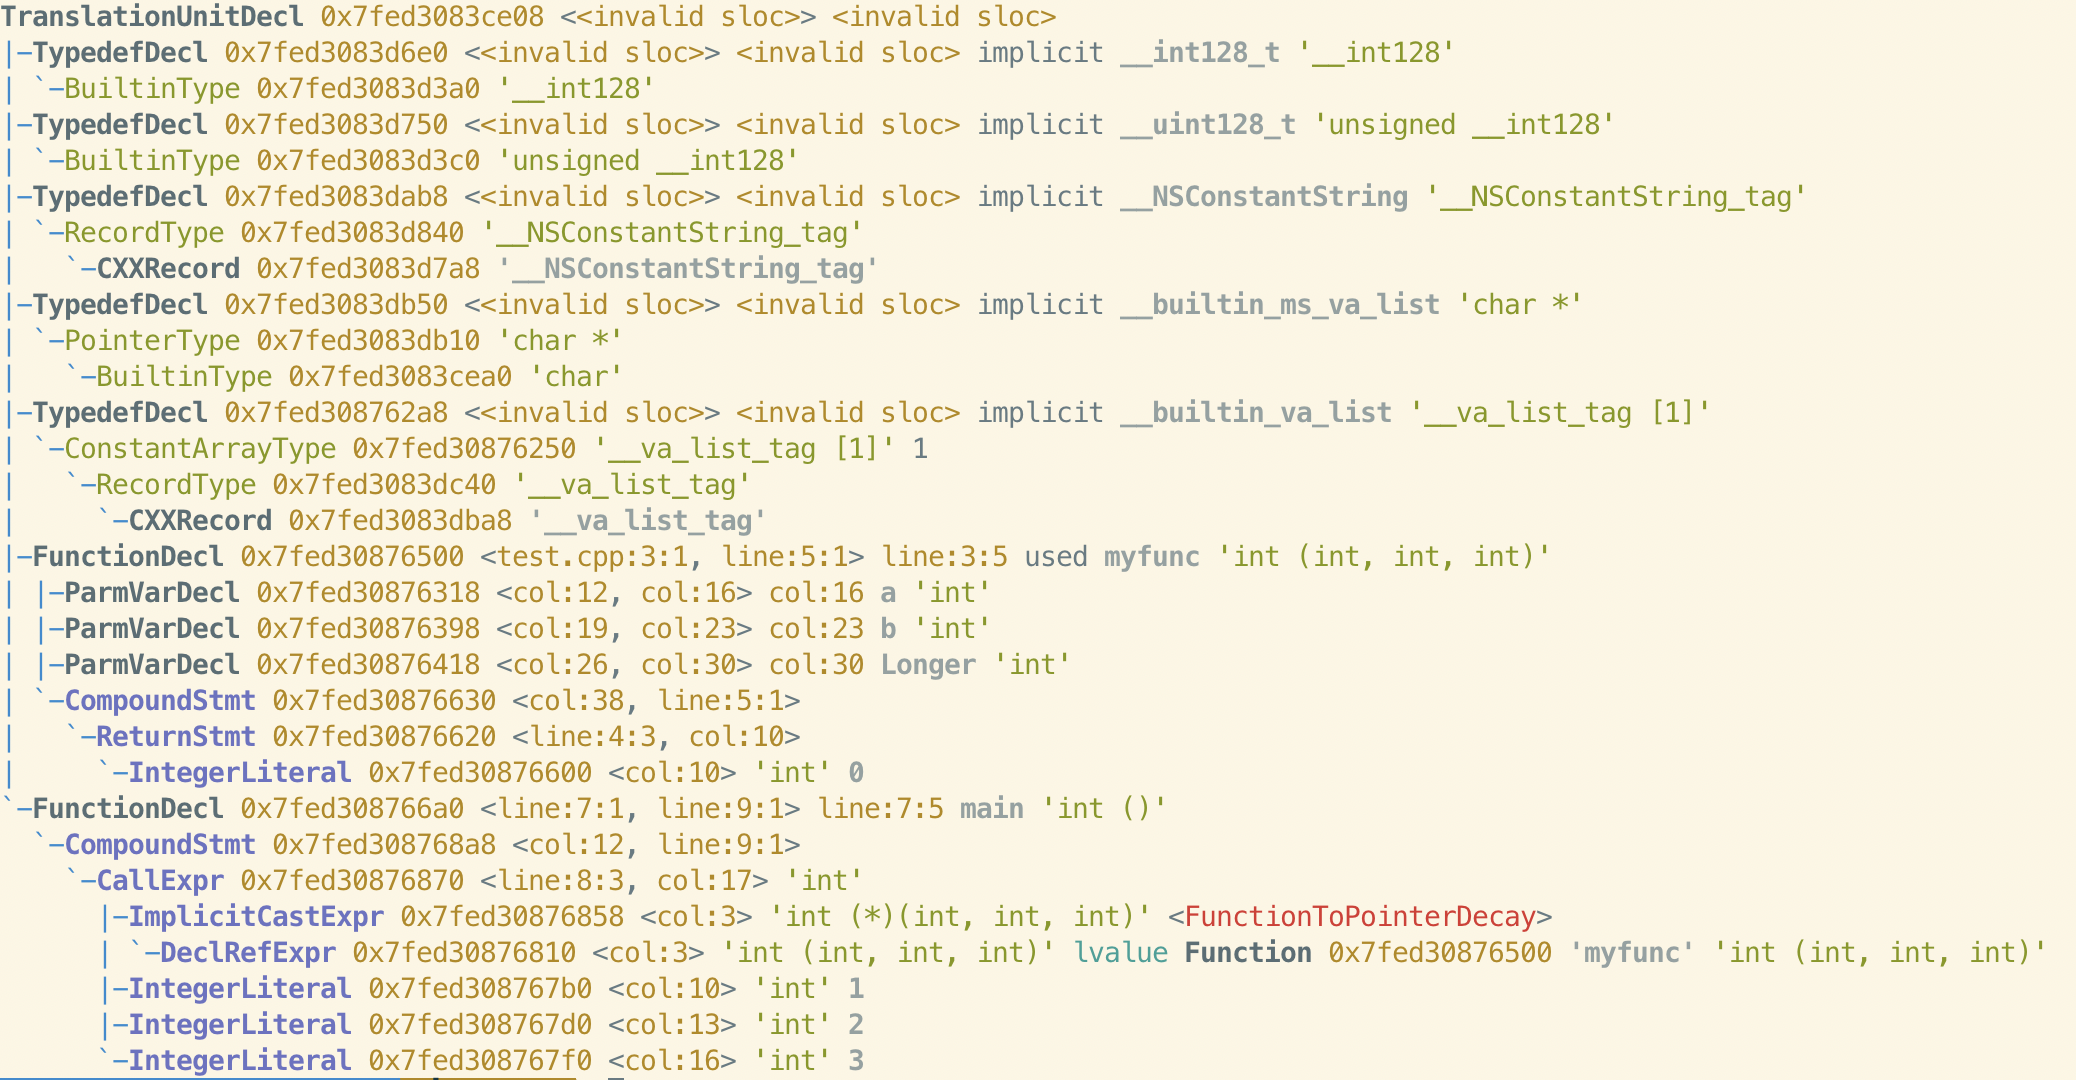 TranslationUnitDecl 0x7fed3083ce08 <<invalid sloc>> <invalid sloc>
|-TypedefDecl 0x7fed3083d6e0 <<invalid sloc>> <invalid sloc> implicit __int128_t '__int128'
| `-BuiltinType 0x7fed3083d3a0 '__int128'
|-TypedefDecl 0x7fed3083d750 <<invalid sloc>> <invalid sloc> implicit __uint128_t 'unsigned __int128'
| `-BuiltinType 0x7fed3083d3c0 'unsigned __int128'
|-TypedefDecl 0x7fed3083dab8 <<invalid sloc>> <invalid sloc> implicit __NSConstantString '__NSConstantString_tag'
| `-RecordType 0x7fed3083d840 '__NSConstantString_tag'
|   `-CXXRecord 0x7fed3083d7a8 '__NSConstantString_tag'
|-TypedefDecl 0x7fed3083db50 <<invalid sloc>> <invalid sloc> implicit __builtin_ms_va_list 'char *'
| `-PointerType 0x7fed3083db10 'char *'
|   `-BuiltinType 0x7fed3083cea0 'char'
|-TypedefDecl 0x7fed308762a8 <<invalid sloc>> <invalid sloc> implicit __builtin_va_list '__va_list_tag [1]'
| `-ConstantArrayType 0x7fed30876250 '__va_list_tag [1]' 1
|   `-RecordType 0x7fed3083dc40 '__va_list_tag'
|     `-CXXRecord 0x7fed3083dba8 '__va_list_tag'
|-FunctionDecl 0x7fed30876500 <test.cpp:3:1, line:5:1> line:3:5 used myfunc 'int (int, int, int)'
| |-ParmVarDecl 0x7fed30876318 <col:12, col:16> col:16 a 'int'
| |-ParmVarDecl 0x7fed30876398 <col:19, col:23> col:23 b 'int'
| |-ParmVarDecl 0x7fed30876418 <col:26, col:30> col:30 Longer 'int'
| `-CompoundStmt 0x7fed30876630 <col:38, line:5:1>
|   `-ReturnStmt 0x7fed30876620 <line:4:3, col:10>
|     `-IntegerLiteral 0x7fed30876600 <col:10> 'int' 0
`-FunctionDecl 0x7fed308766a0 <line:7:1, line:9:1> line:7:5 main 'int ()'
  `-CompoundStmt 0x7fed308768a8 <col:12, line:9:1>
    `-CallExpr 0x7fed30876870 <line:8:3, col:17> 'int'
      |-ImplicitCastExpr 0x7fed30876858 <col:3> 'int (*)(int, int, int)' <FunctionToPointerDecay>
      | `-DeclRefExpr 0x7fed30876810 <col:3> 'int (int, int, int)' lvalue Function 0x7fed30876500 'myfunc' 'int (int, int, int)'
      |-IntegerLiteral 0x7fed308767b0 <col:10> 'int' 1
      |-IntegerLiteral 0x7fed308767d0 <col:13> 'int' 2
      `-IntegerLiteral 0x7fed308767f0 <col:16> 'int' 3